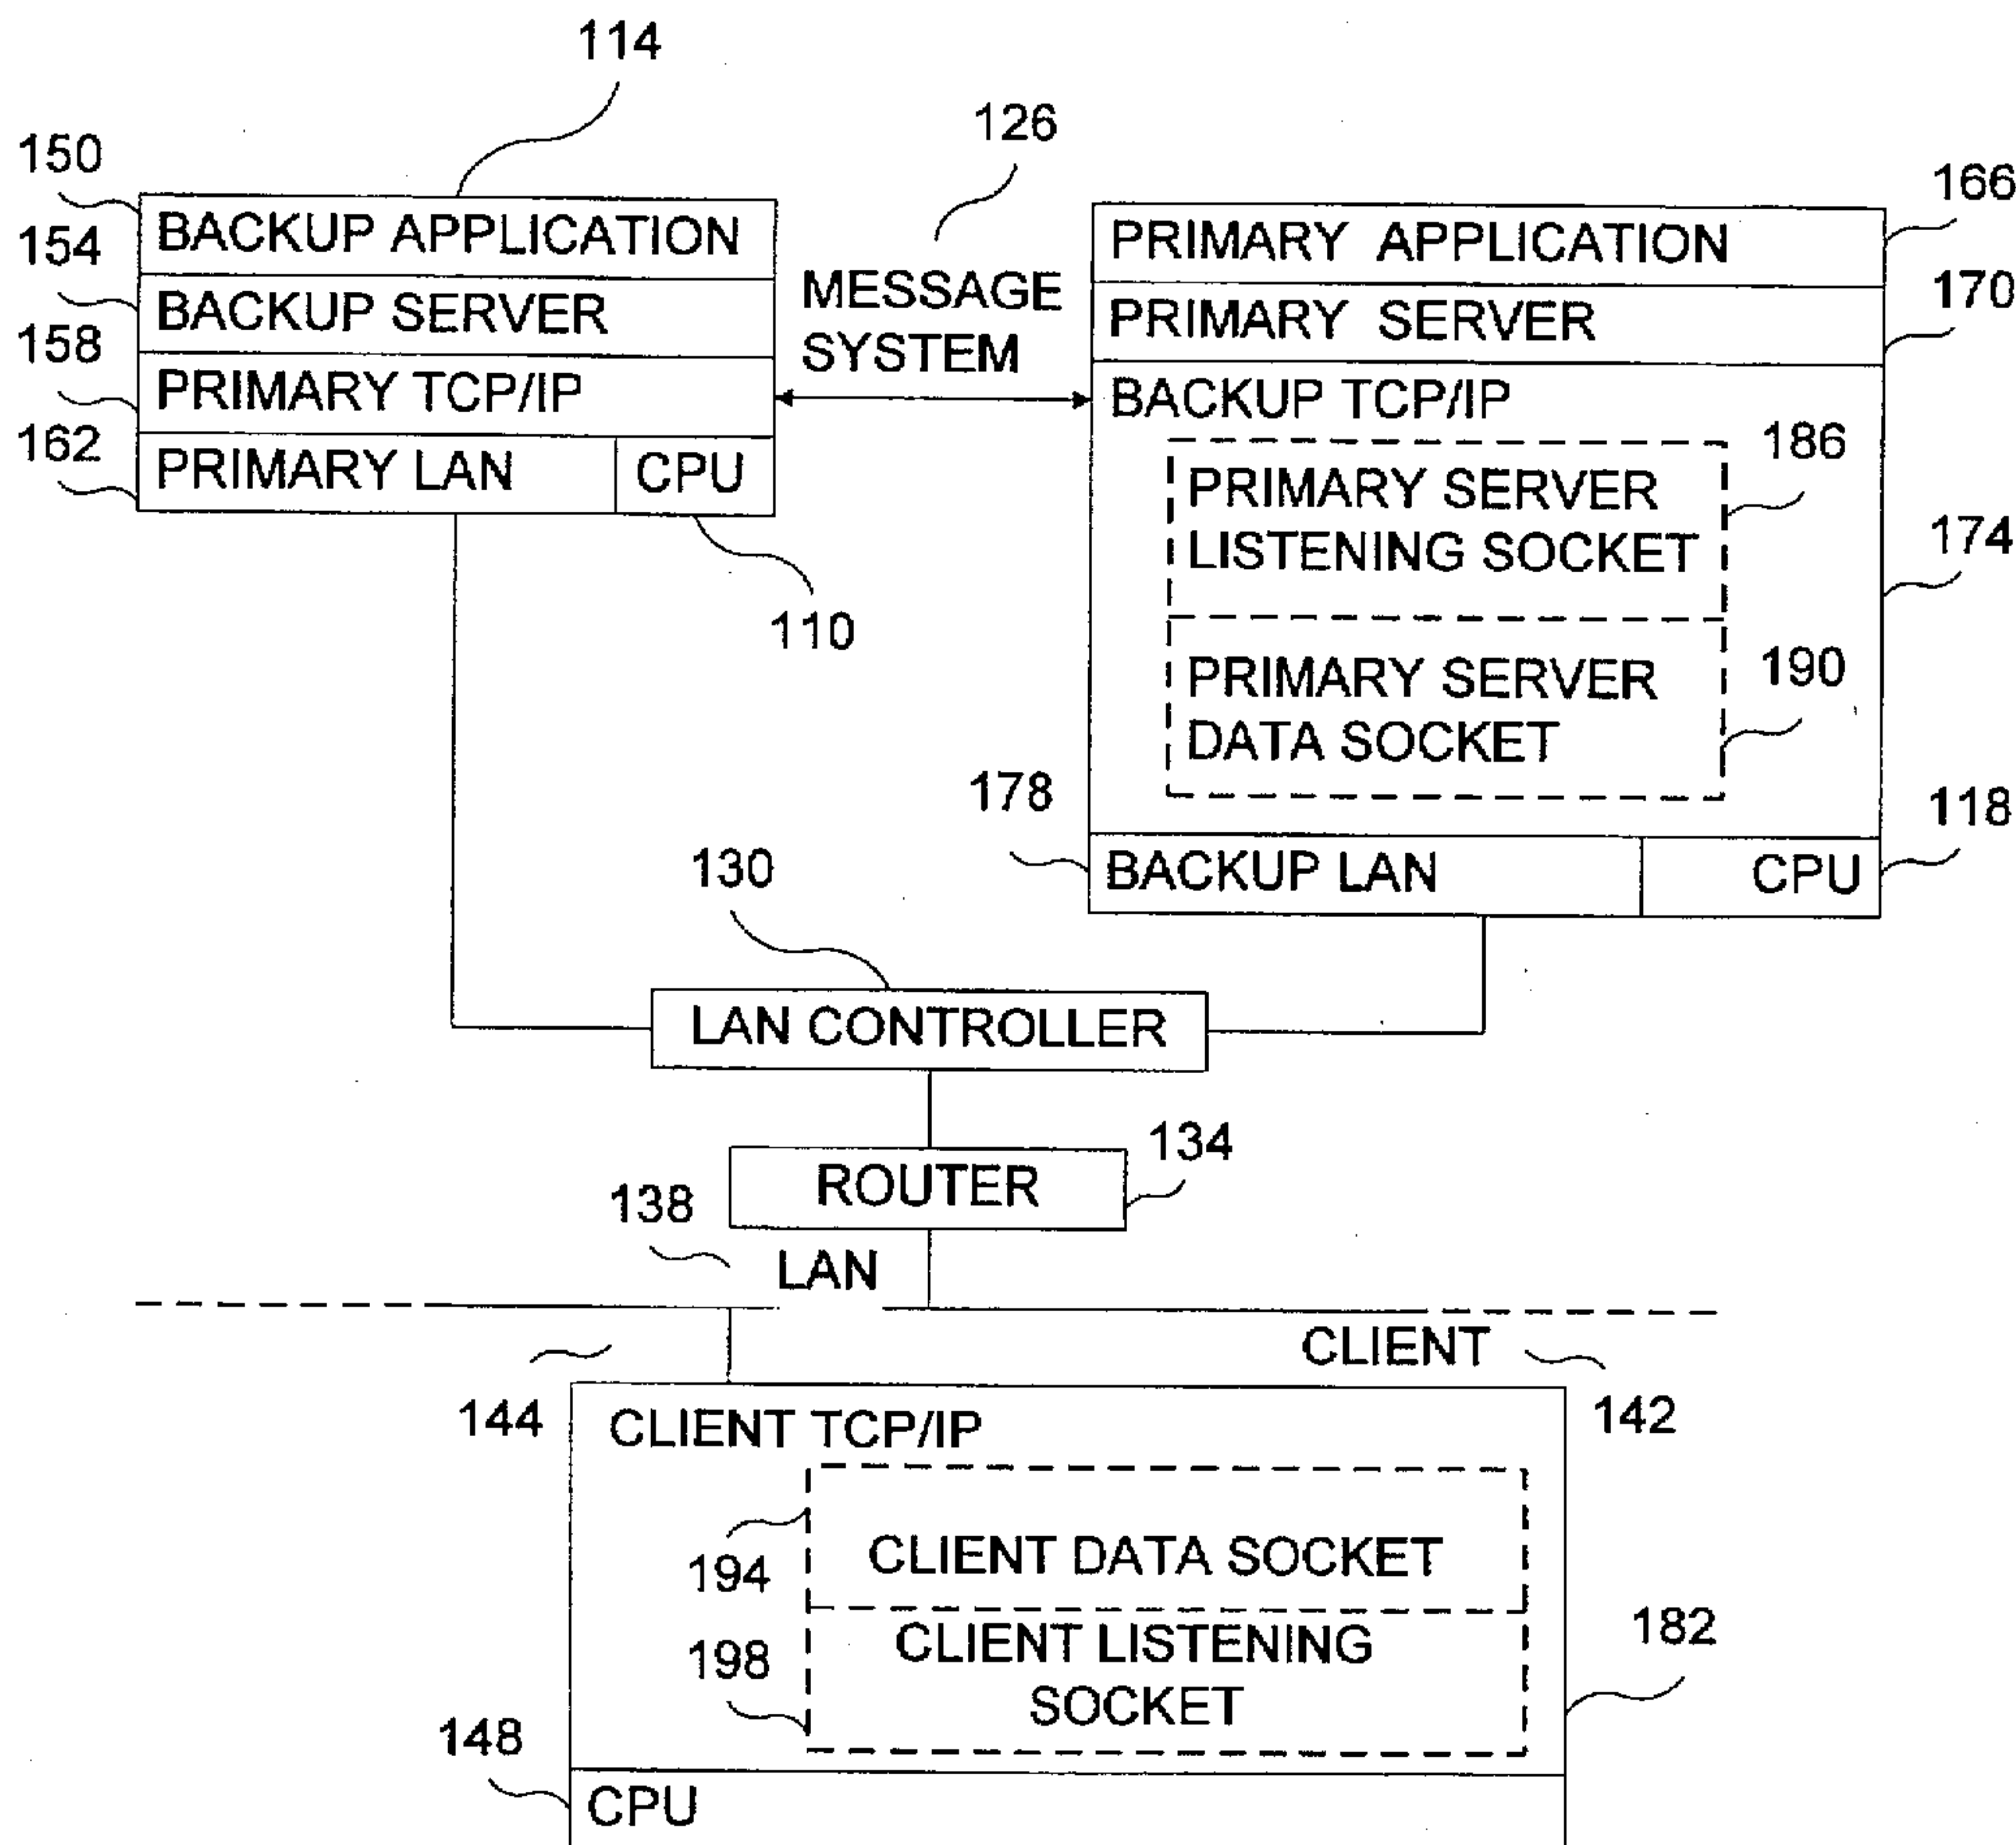 114
126
150
166
BACKUP APPLICATION
PRIMARY APPLICATION
154
170
BACKUP SERVER
MESSAGE
SYSTEM
PRIMARY SERVER
158
PRIMARY TCP/IP
BACKUP TCP/IP
162
186
PRIMARY LAN
CPU
PRIMARY SERVER
LISTENING SOCKET
174
110
190
PRIMARY SERVER
DATA SOCKET
178
118
130
BACKUP LAN
CPU
LAN CONTROLLER
134
ROUTER
138
LAN
CLIENT
144
142
CLIENT TCP/IP
194
CLIENT DATA SOCKET
182
198
CLIENT LISTENING
SOCKET
148
CPU